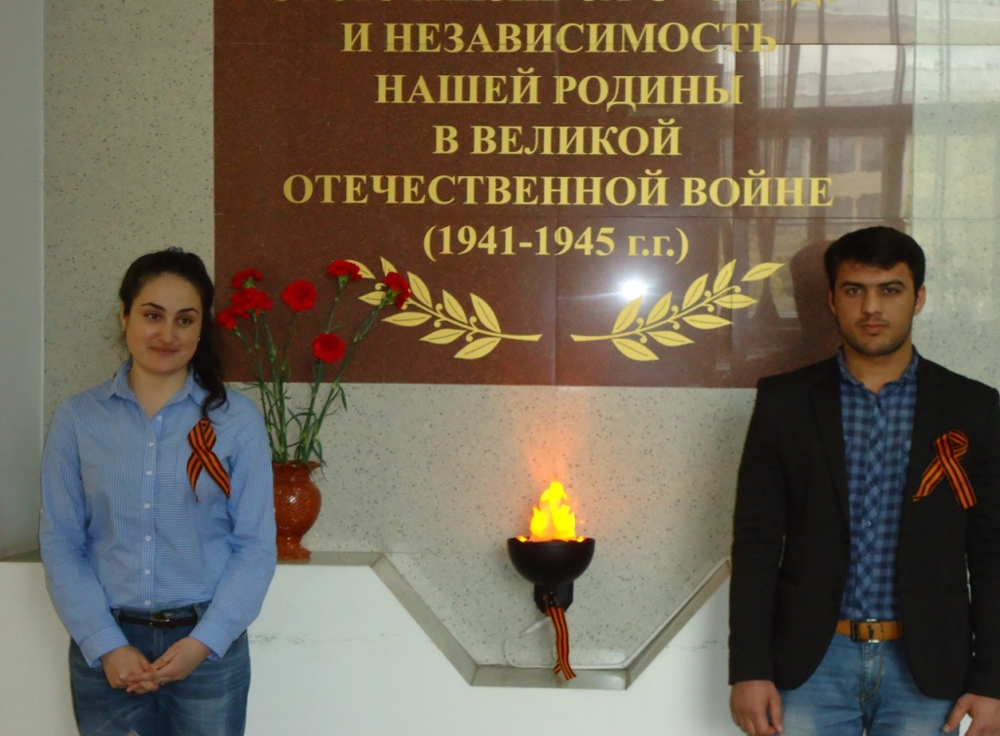 И НЕЗАВИСИМОСТЬ
НАШЕЙ РОДИНЫ
В ВЕЛИКОЙ
ОТЕЧЕСТВЕННОЙ ВОЙНЕ
(1941-1945 г.г.)